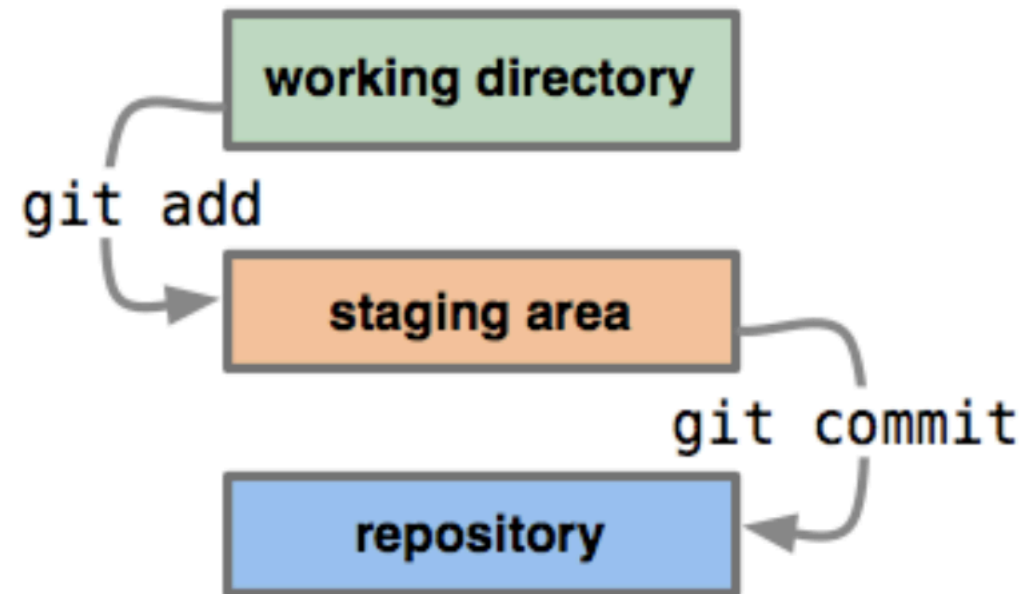 working directory
git add
staging area
git commit
repository